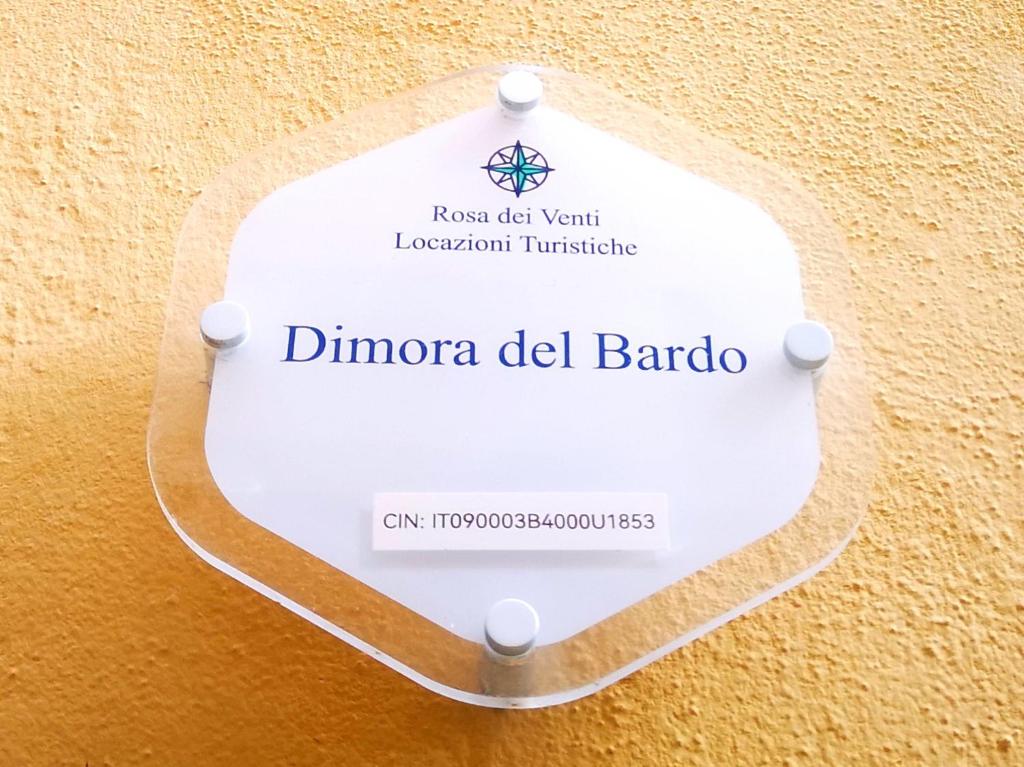 Rosa dei Venti
Locazioni Turistiche
Dimora del Bardo
CIN: IT090003B4000U1853